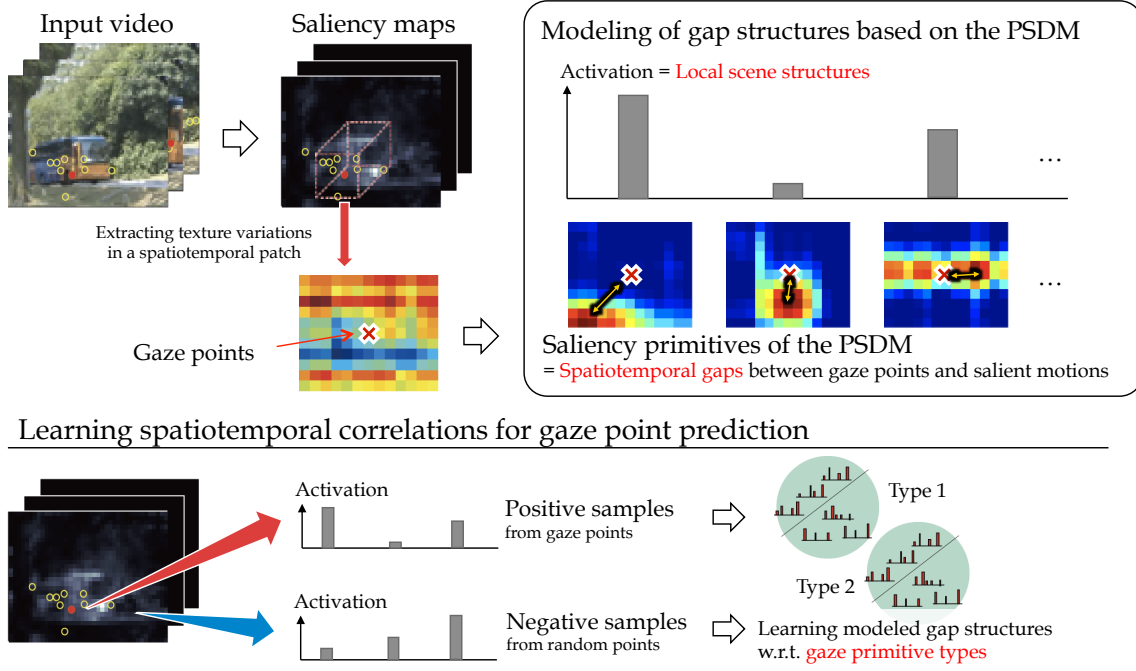 Input video
Saliency maps
Extracting texture variations
in a spatiotemporal patch
Gaze points
Modeling of gap structures based on the PSDM
Activation = Local scene structures
...
...
Saliency primitives of the PSDM
= Spatiotemporal gaps between gaze points and salient motions
Learning spatiotemporal correlations for gaze point prediction
Activation
Positive samples
from gaze points
Type 1
Activation
Negative samples
from random points
Type 2
Learning modeled gap structures
w.r.t. gaze primitive types